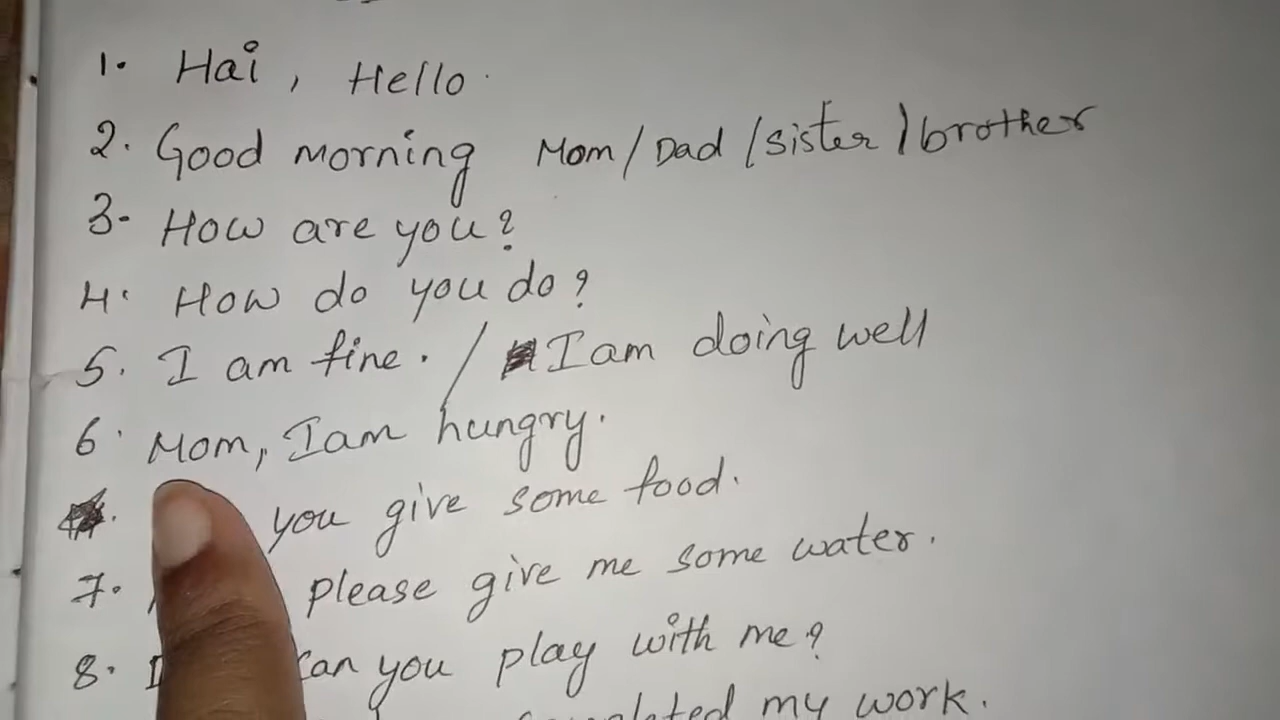 1. Hai, Hello.
2. Good morning Mom/Dad/sister/brother
3. How are you?
4. How do you do?
5. I am fine. / I am doing well
6. Mom, I am hungry.
you give some food.
7. please give me some water.
8. can you play with me?
my work.